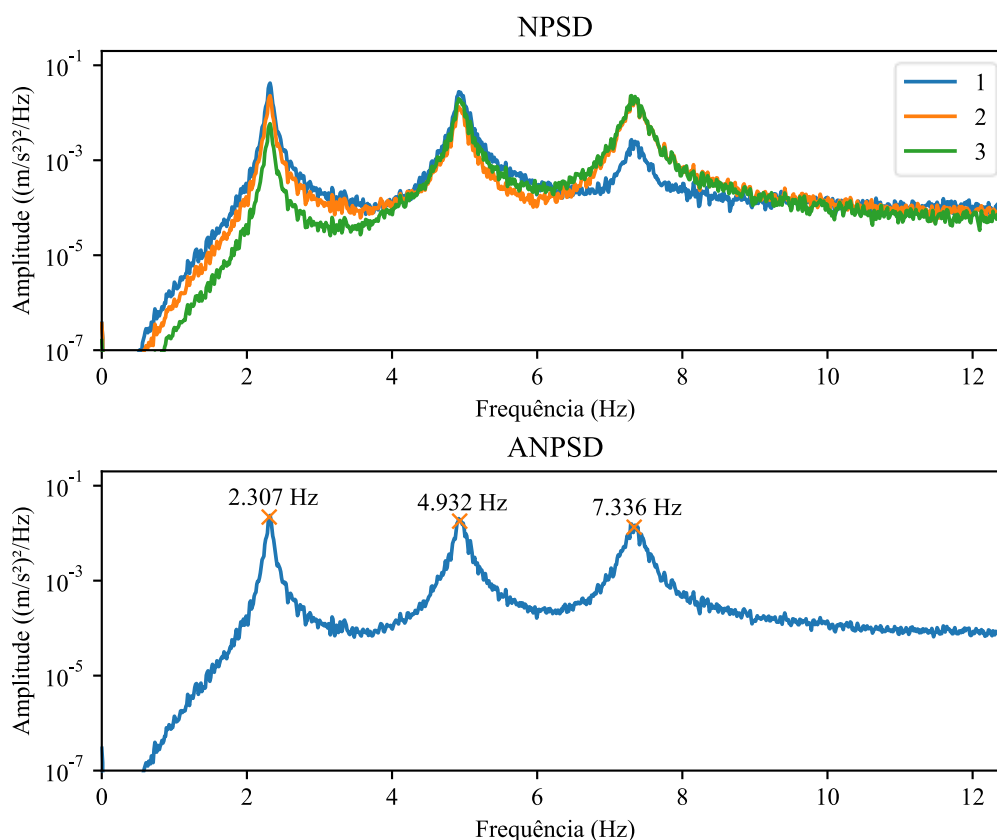 NPSD
Amplitude ((m/s²)²/Hz)
10⁻¹
10⁻³
10⁻⁵
10⁻⁷
1
2
3
0 2 4 6 8 10 12
Frequência (Hz)
ANPSD
Amplitude ((m/s²)²/Hz)
10⁻¹
10⁻³
10⁻⁵
10⁻⁷
2.307 Hz 4.932 Hz 7.336 Hz
0 2 4 6 8 10 12
Frequência (Hz)